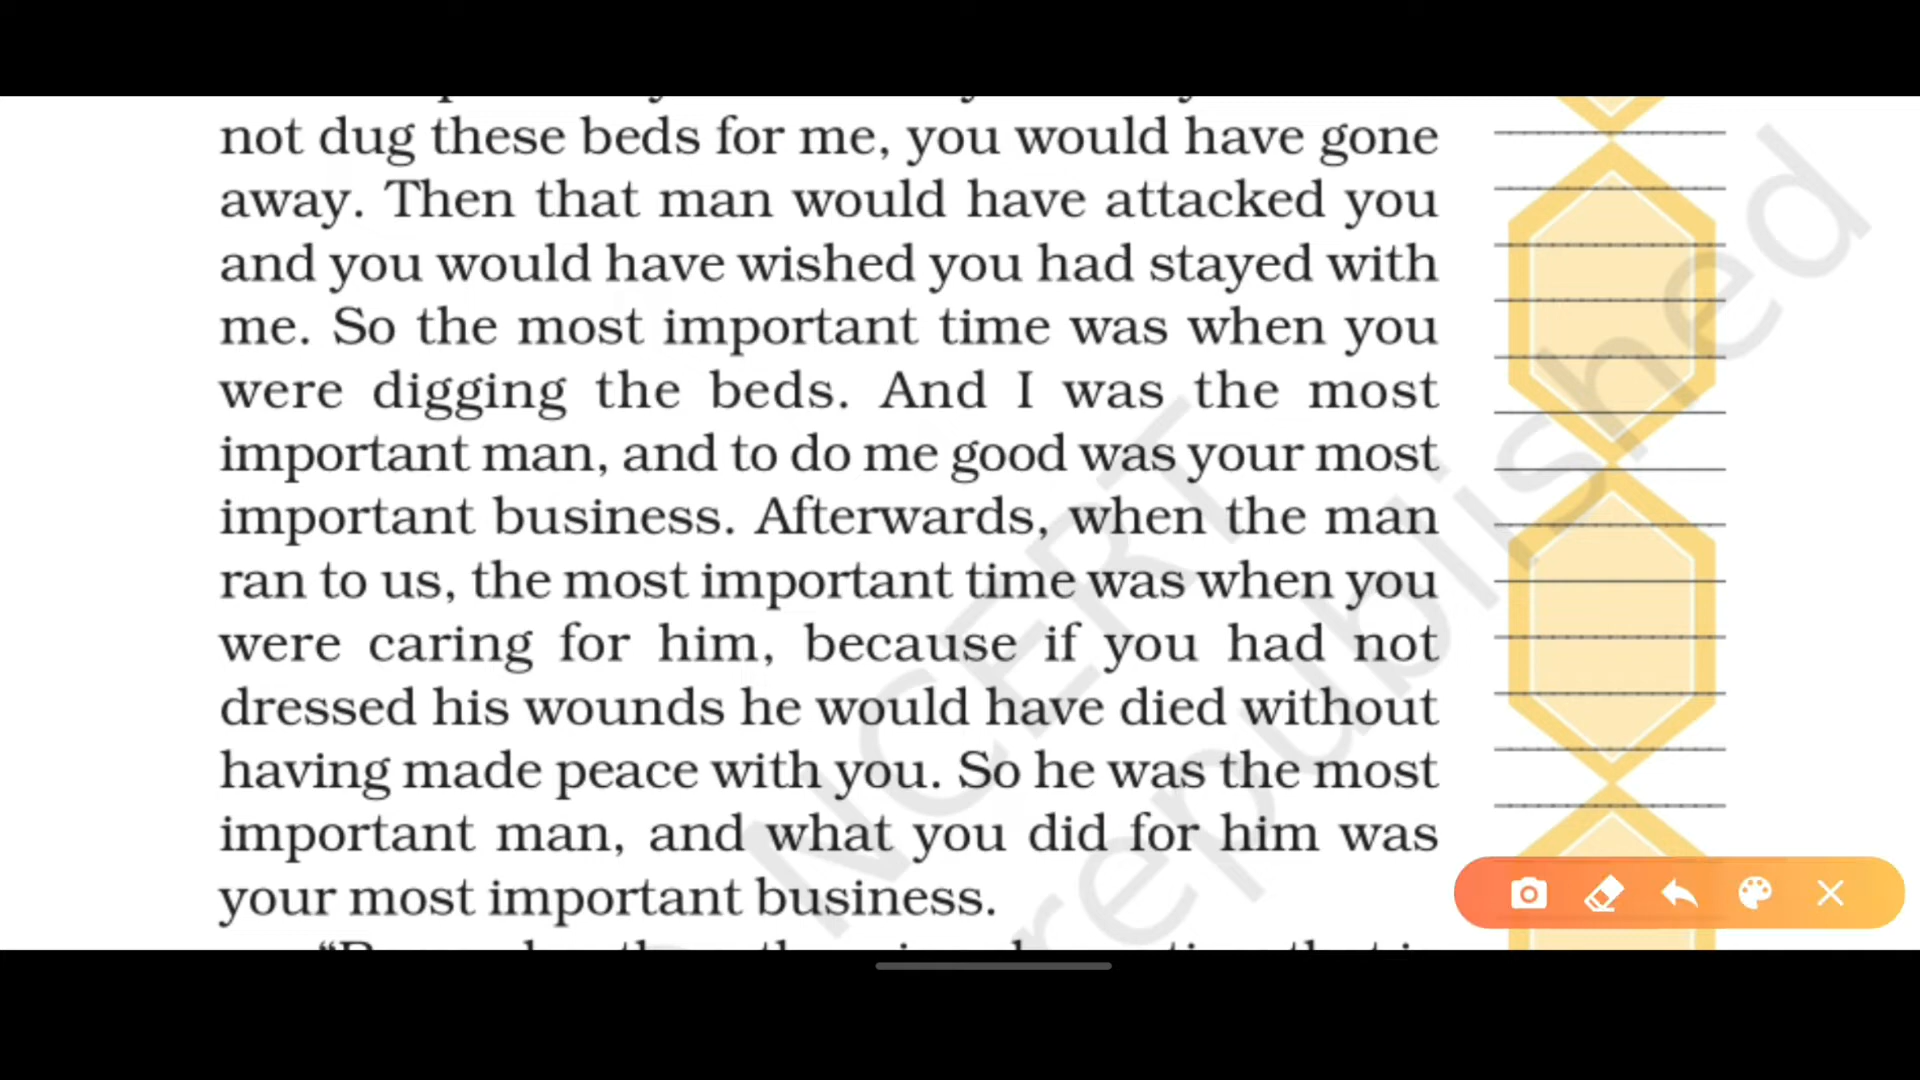 not dug these beds for me, you would have gone
away. Then that man would have attacked you
and you would have wished you had stayed with
me. So the most important time was when you
were digging the beds. And I was the most
important man, and to do me good was your most
important business. Afterwards, when the man
ran to us, the most important time was when you
were caring for him, because if you had not
dressed his wounds he would have died without
having made peace with you. So he was the most
important man, and what you did for him was
your most important business.
NCERT
republished